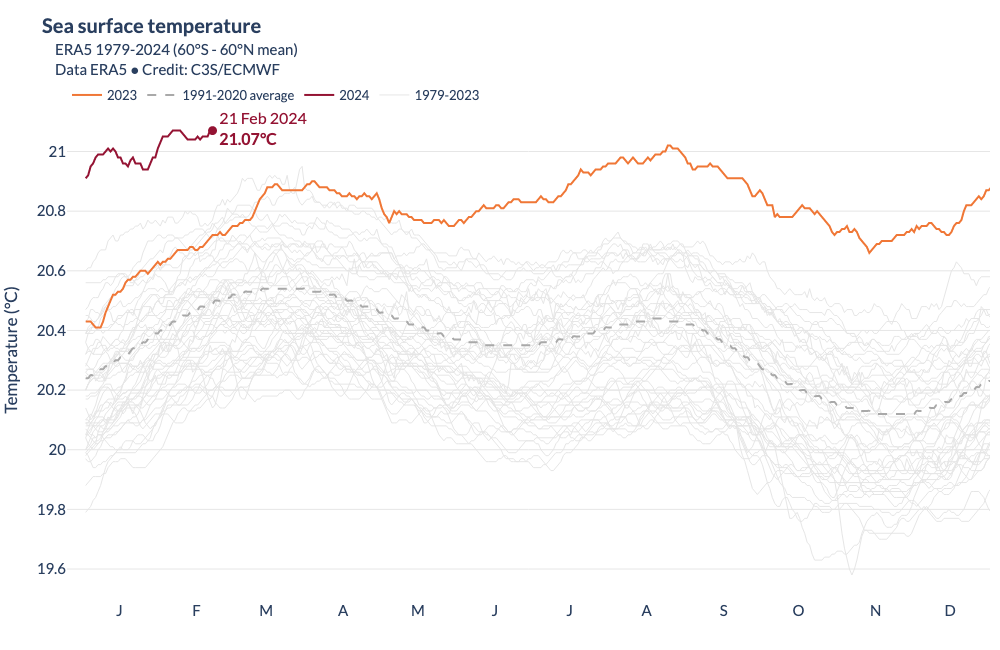 Sea surface temperature
ERA5 1979-2024 (60°S - 60°N mean)
Data ERA5 ● Credit: C3S/ECMWF
2023 1991-2020 average 2024 1979-2023
21 Feb 2024
21.07°C
21
20.8
20.6
20.4
20.2
20
19.8
19.6
Temperature (°C)
J F M A M J J A S O N D